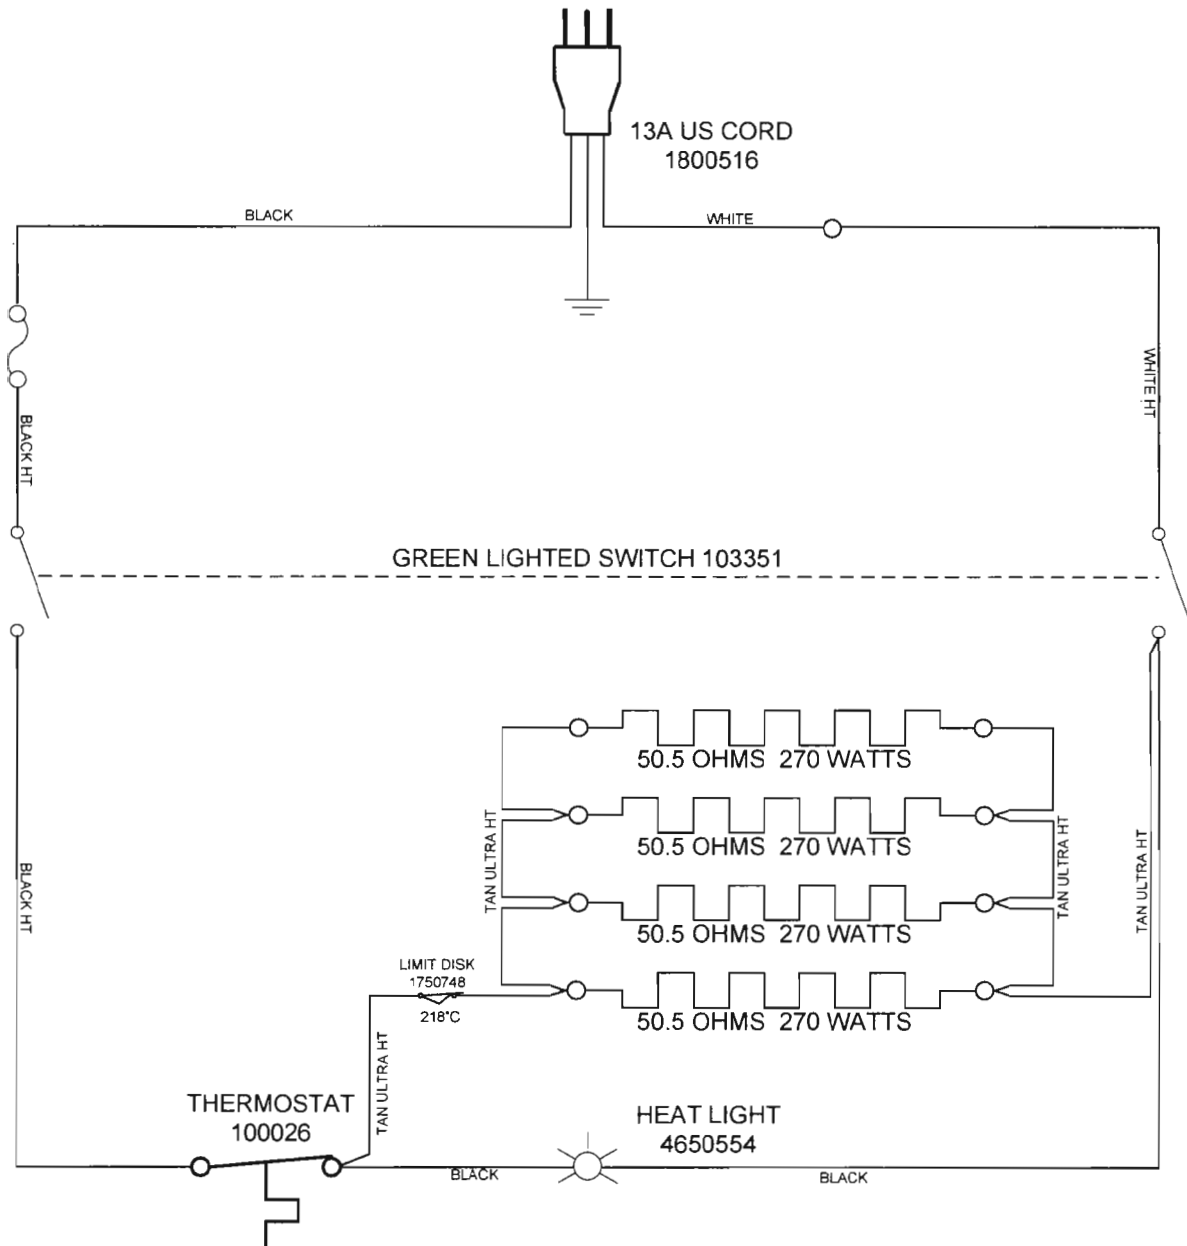 13A US CORD
1800516
BLACK
WHITE
WHITE HT
BLACK HT
GREEN LIGHTED SWITCH 103351
50.5 OHMS 270 WATTS
50.5 OHMS 270 WATTS
TAN ULTRA HT
TAN ULTRA HT
TAN ULTRA HT
BLACK HT
50.5 OHMS 270 WATTS
LIMIT DISK
1750748
218°C
50.5 OHMS 270 WATTS
TAN ULTRA HT
THERMOSTAT
100026
HEAT LIGHT
4650554
BLACK
BLACK